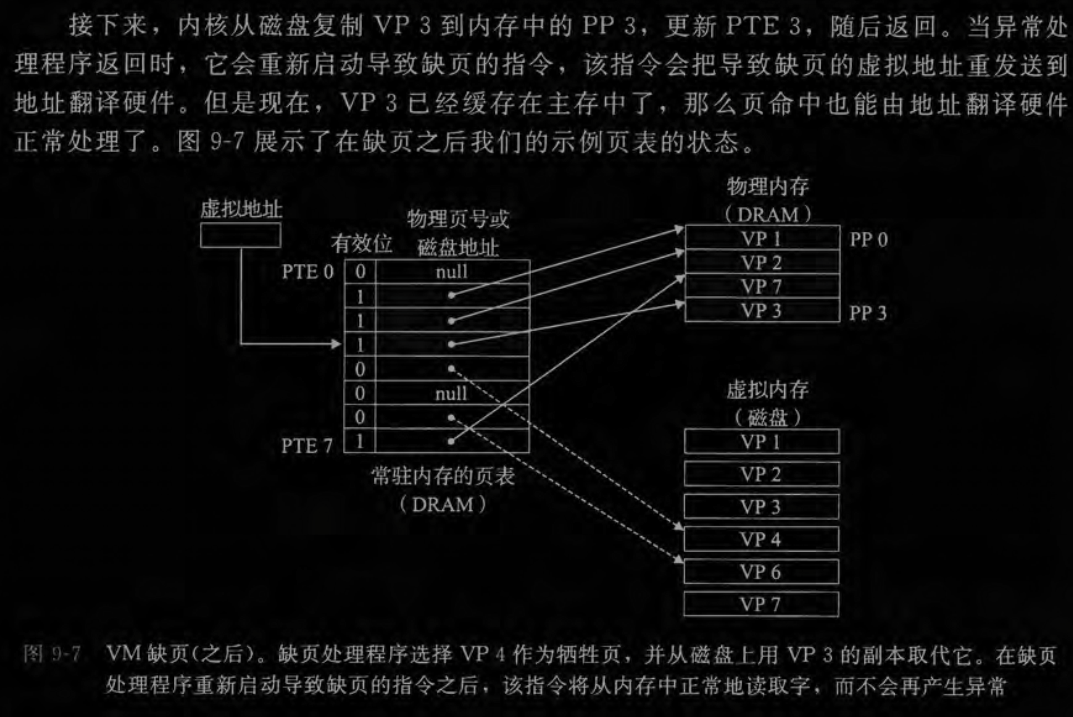 接下来，内核从磁盘复制 VP 3 到内存中的 PP 3，更新 PTE 3，随后返回。当异常处
理程序返回时，它会重新启动导致缺页的指令，该指令会把导致缺页的虚拟地址重发送到
地址翻译硬件。但是现在，VP 3 已经缓存在主存中了，那么页命中也能由地址翻译硬件
正常处理了。图 9-7 展示了在缺页之后我们的示例页表的状态。
虚拟地址
有效位
物理页号或
磁盘地址
PTE 0
0 null
1
1
1
0
0 null
0
PTE 7
1
常驻内存的页表
（DRAM）
物理内存
（DRAM）
VP 1 PP 0
VP 2
VP 7
VP 3 PP 3
虚拟内存
（磁盘）
VP 1
VP 2
VP 3
VP 4
VP 6
VP 7
图 9-7 VM 缺页(之后)。缺页处理程序选择 VP 4 作为牺牲页，并从磁盘上用 VP 3 的副本取代它。在缺页
处理程序重新启动导致缺页的指令之后，该指令将从内存中正常地读取字，而不会再产生异常